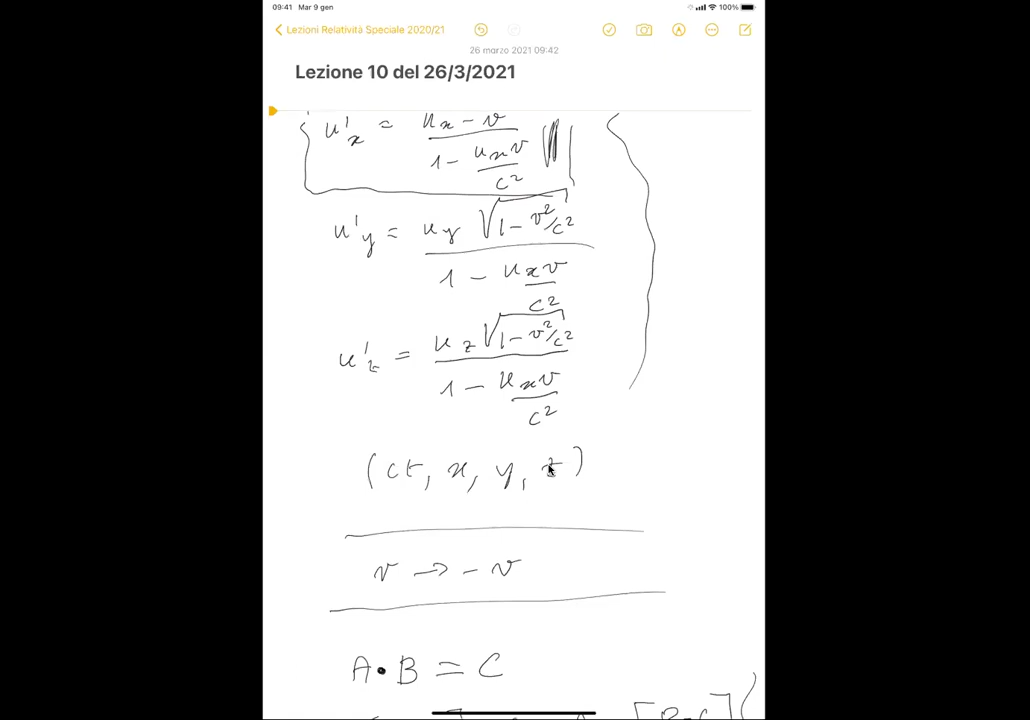 09:41 Mar 9 gen 100%
Lezioni Relatività Speciale 2020/21
26 marzo 2021 09:42
Lezione 10 del 26/3/2021
u'x = (ux - v) / (1 - uxv/c²)
u'y = uy √(1 - v²/c²) / (1 - uxv/c²)
u'z = uz √(1 - v²/c²) / (1 - uxv/c²)
(ct, x, y, z)
v → - v
A • B = C